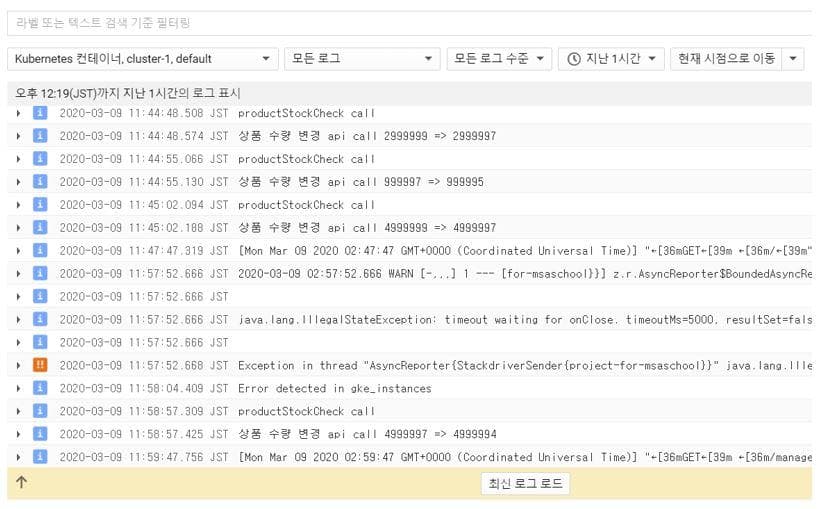 라벨 또는 텍스트 검색 기준 필터링
Kubernetes 컨테이너, cluster-1, default 모든 로그 모든 로그 수준 지난 1시간 현재 시점으로 이동
오후 12:19(JST)까지 지난 1시간의 로그 표시
2020-03-09 11:44:48.508 JST productStockCheck call
2020-03-09 11:44:48.574 JST 상품 수량 변경 api call 2999999 => 2999997
2020-03-09 11:44:55.066 JST productStockCheck call
2020-03-09 11:44:55.130 JST 상품 수량 변경 api call 999997 => 999995
2020-03-09 11:45:02.094 JST productStockCheck call
2020-03-09 11:45:02.188 JST 상품 수량 변경 api call 4999999 => 4999997
2020-03-09 11:47:47.319 JST [Mon Mar 09 2020 02:47:47 GMT+0000 (Coordinated Universal Time)] "←[36mGET←[39m ←[36m/←[39m"
2020-03-09 11:57:52.666 JST 2020-03-09 02:57:52.666 WARN [-,,,] 1 --- [for-msaschool}}] z.r.AsyncReporter$BoundedAsyncRe
2020-03-09 11:57:52.666 JST
2020-03-09 11:57:52.666 JST java.lang.IllegalStateException: timeout waiting for onClose. timeoutMs=5000, resultSet=fals
2020-03-09 11:57:52.666 JST
2020-03-09 11:57:52.668 JST Exception in thread "AsyncReporter{StackdriverSender{project-for-msaschool}}" java.lang.Ille
2020-03-09 11:58:04.409 JST Error detected in gke_instances
2020-03-09 11:58:57.309 JST productStockCheck call
2020-03-09 11:58:57.425 JST 상품 수량 변경 api call 4999997 => 4999994
2020-03-09 11:59:47.756 JST [Mon Mar 09 2020 02:59:47 GMT+0000 (Coordinated Universal Time)] "←[36mGET←[39m ←[36m/manage
최신 로그 로드